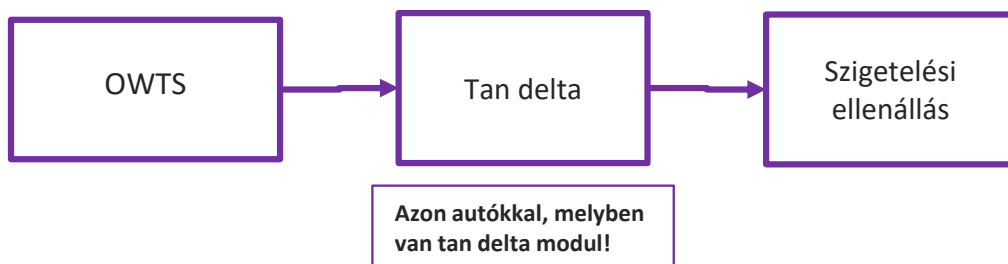 OWTS
Tan delta
Szigetelési
ellenállás
Azon autókkal, melyben
van tan delta modul!